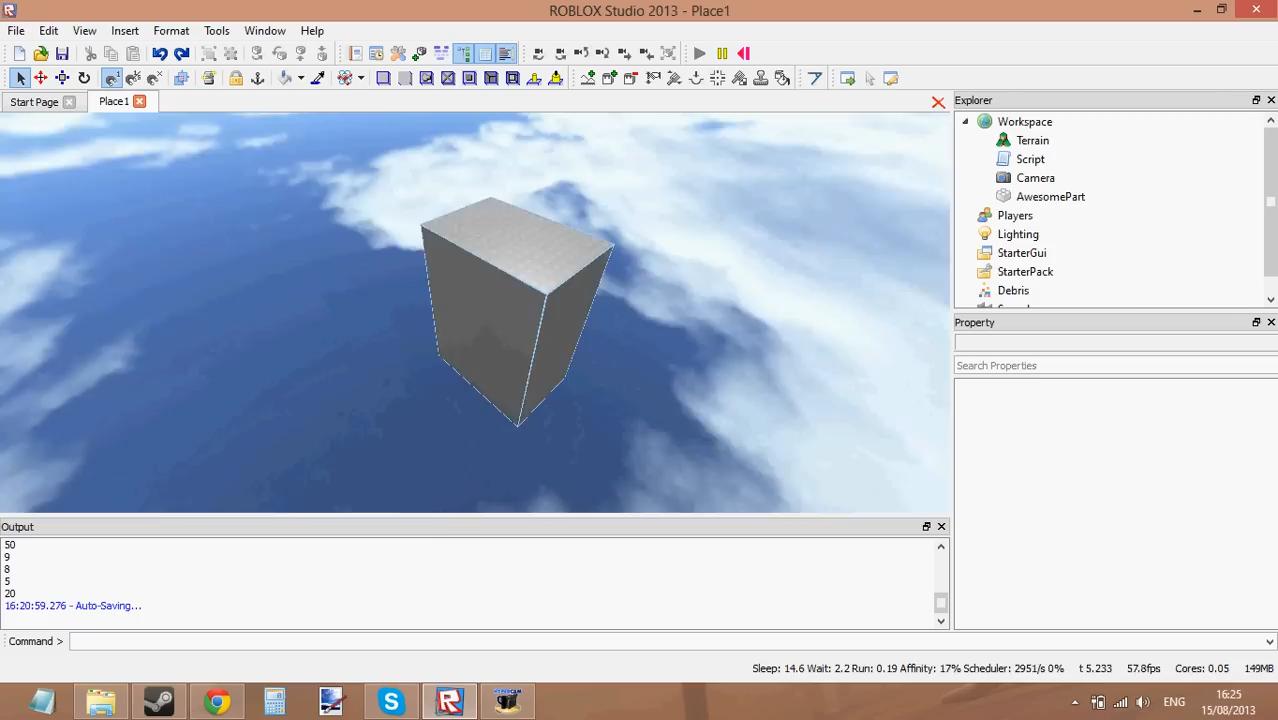 ROBLOX Studio 2013 - Place1
File Edit View Insert Format Tools Window Help
Start Page Place1
Explorer
Workspace
Terrain
Script
Camera
AwesomePart
Players
Lighting
StarterGui
StarterPack
Debris
Property
Search Properties
Output
50
9
8
5
20
16:20:59.276 - Auto-Saving...
Command >
Sleep: 14.6 Wait: 2.2 Run: 0.19 Affinity: 17% Scheduler: 2951/s 0% t 5.233 57.8fps Cores: 0.05 149MB
HYPERCAM
ENG
16:25
15/08/2013